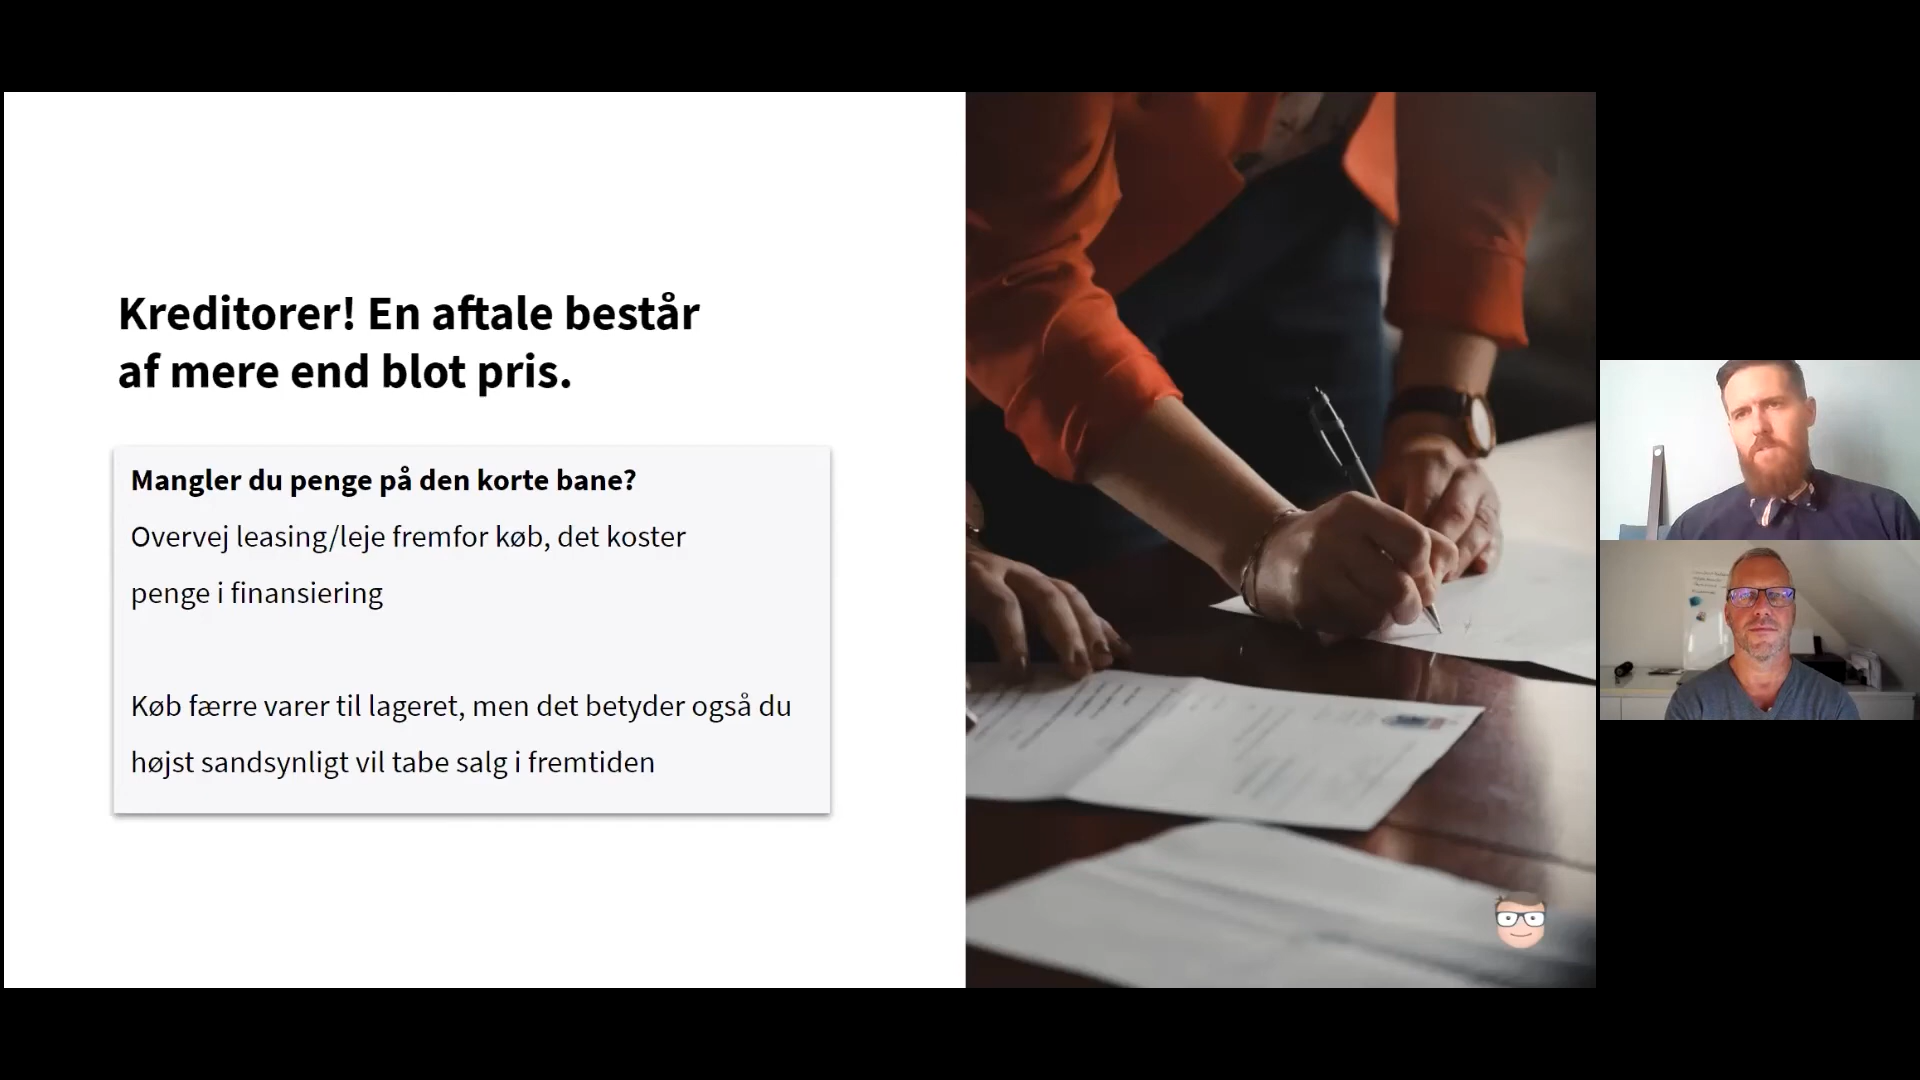 Kreditorer! En aftale består
af mere end blot pris.
Mangler du penge på den korte bane?
Overvej leasing/leje fremfor køb, det koster
penge i finansiering
Køb færre varer til lageret, men det betyder også du
højst sandsynligt vil tabe salg i fremtiden